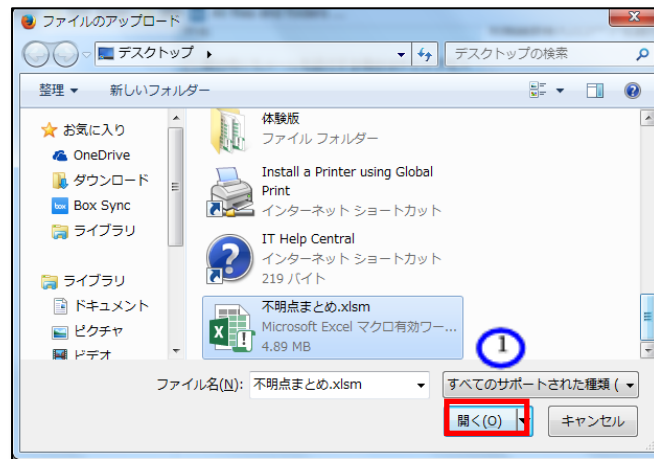 ファイルのアップロード
デスクトップ
デスクトップの検索
整理
新しいフォルダー
お気に入り
OneDrive
ダウンロード
Box Sync
ライブラリ
ライブラリ
ドキュメント
ピクチャ
ビデオ
体験版
ファイル フォルダー
Install a Printer using Global
Print
インターネット ショートカット
IT Help Central
インターネット ショートカット
219 バイト
不明点まとめ.xlsm
Microsoft Excel マクロ有効ワー...
4.89 MB
1
ファイル名(N): 不明点まとめ.xlsm
すべてのサポートされた種類 (
開く(O)
キャンセル